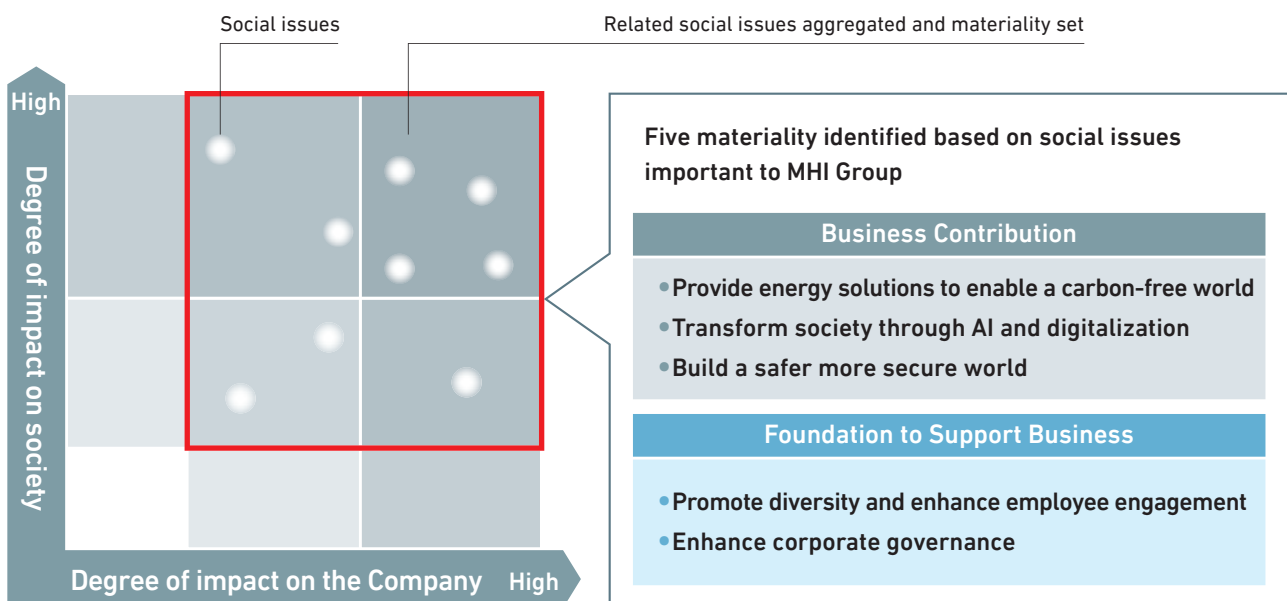 Social issues
Related social issues aggregated and materiality set
High
Degree of impact on society
Degree of impact on the Company
High
Five materiality identified based on social issues
important to MHI Group
Business Contribution
•Provide energy solutions to enable a carbon-free world
•Transform society through AI and digitalization
•Build a safer more secure world
Foundation to Support Business
•Promote diversity and enhance employee engagement
•Enhance corporate governance